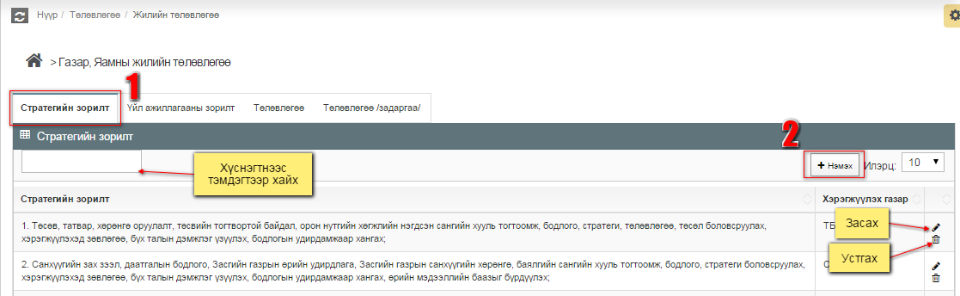 Нүүр / Төлөвлөгөө / Жилийн төлөвлөгөө
> Газар, Яамны жилийн төлөвлөгөө
1
Стратегийн зорилт Үйл ажиллагааны зорилт Төлөвлөгөө Төлөвлөгөө /задаргаа/
Стратегийн зорилт
2
Хүснэгтнээс
тэмдэгтээр хайх
+ Нэмэх Илэрц: 10
Стратегийн зорилт Хэрэгжүүлэх газар
1. Төсөв, татвар, хөрөнгө оруулалт, төсвийн тогтвортой байдал, орон нутгийн хөгжлийн нэгдсэн сангийн хууль тогтоомж, бодлого, стратеги, төлөвлөгөө, төсөл боловсруулах, ТБ
хэрэгжүүлэхэд зөвлөгөө, бүх талын дэмжлэг үзүүлэх, бодлогын удирдамжаар хангах;
Засах
Устгах
2. Санхүүгийн зах зээл, даатгалын бодлого, Засгийн газрын өрийн удирдлага, Засгийн газрын санхүүгийн хөрөнгө, баялгийн сангийн хууль тогтоомж, бодлого, стратеги боловсруулах,
хэрэгжүүлэхэд зөвлөгөө, бүх талын дэмжлэг үзүүлэх, бодлогын удирдамжаар хангах, өрийн мэдээллийн баазыг бүрдүүлэх;